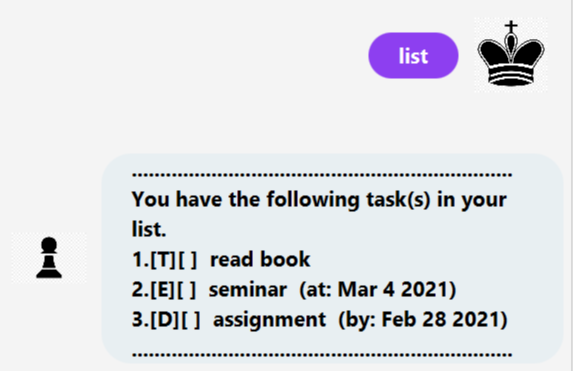 list
....................................................................
You have the following task(s) in your
list.
1.[T][ ]  read book
2.[E][ ]  seminar  (at: Mar 4 2021)
3.[D][ ]  assignment  (by: Feb 28 2021)
....................................................................